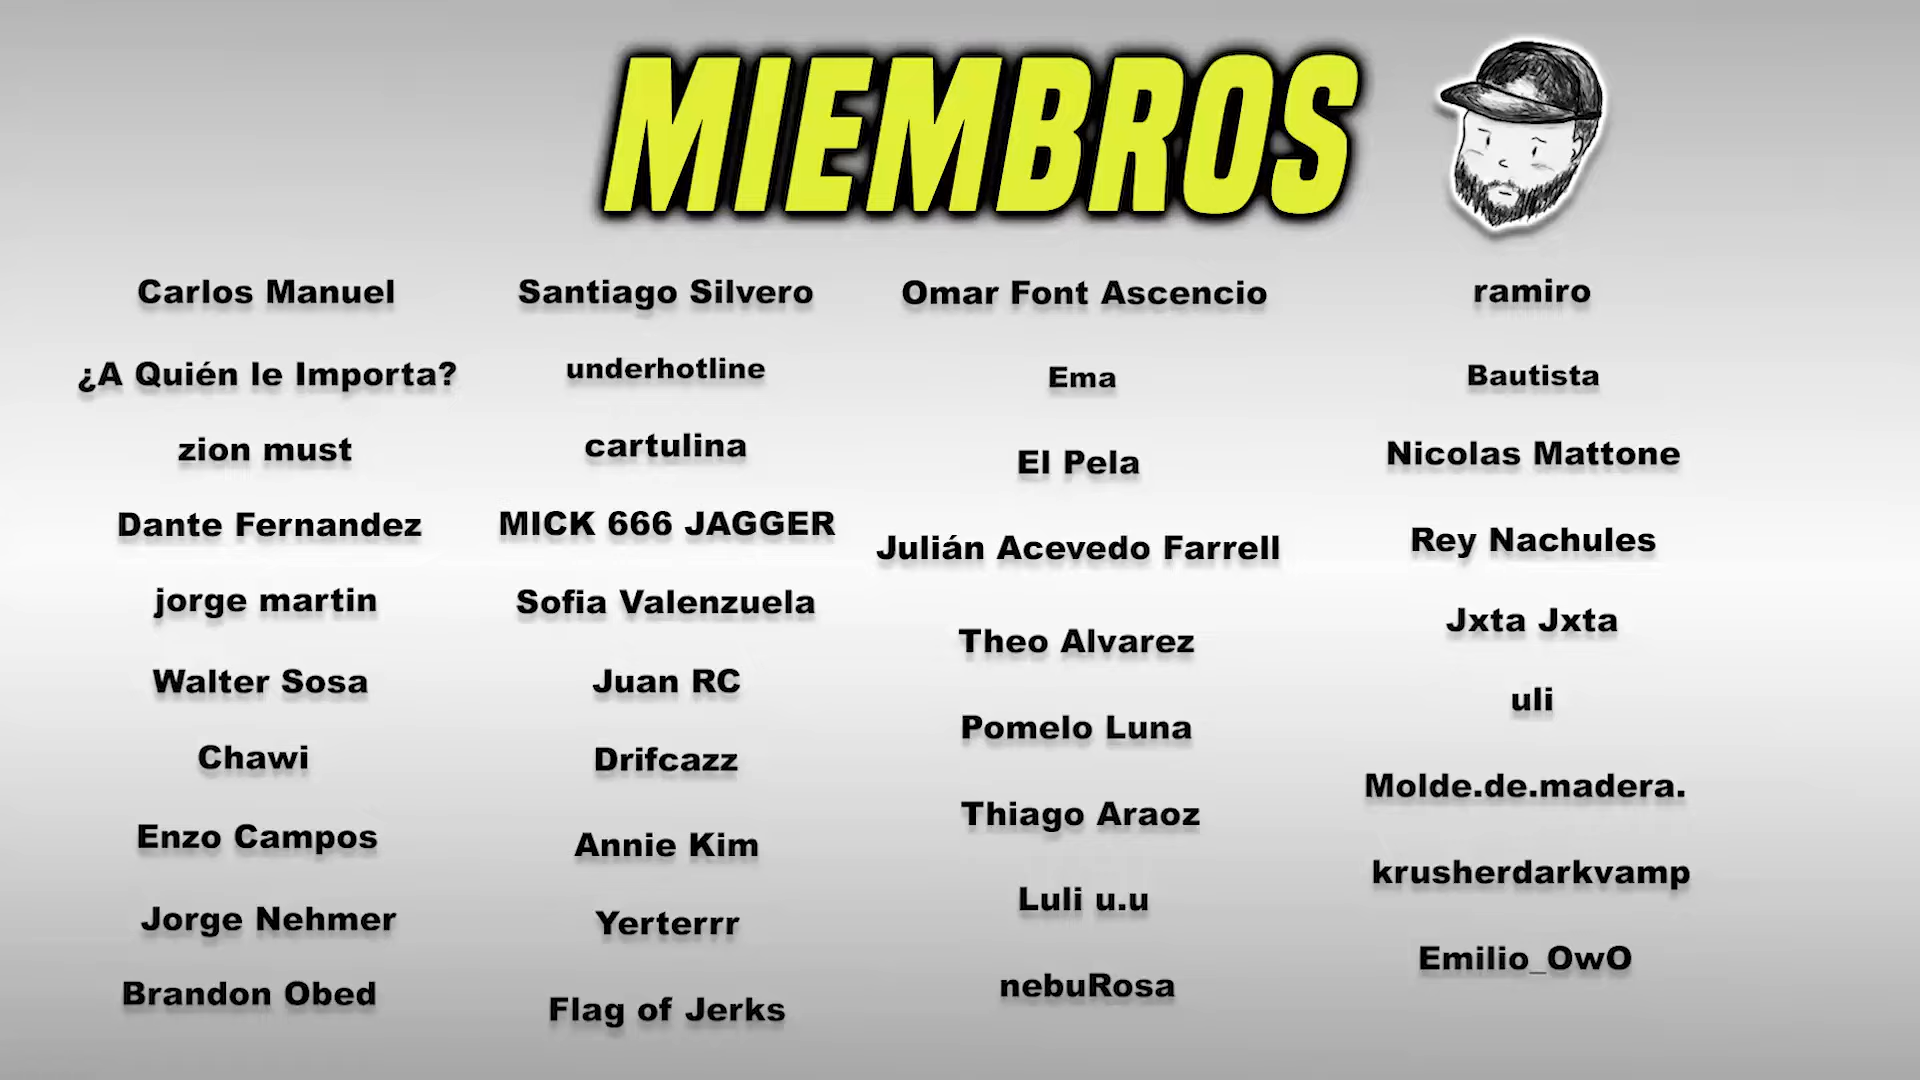 MIEMBROS
Carlos Manuel
¿A Quién le Importa?
zion must
Dante Fernandez
jorge martin
Walter Sosa
Chawi
Enzo Campos
Jorge Nehmer
Brandon Obed
Santiago Silvero
underhotline
cartulina
MICK 666 JAGGER
Sofia Valenzuela
Juan RC
Drifcazz
Annie Kim
Yerterrr
Flag of Jerks
Omar Font Ascencio
Ema
El Pela
Julián Acevedo Farrell
Theo Alvarez
Pomelo Luna
Thiago Araoz
Luli u.u
nebuRosa
ramiro
Bautista
Nicolas Mattone
Rey Nachules
Jxta Jxta
uli
Molde.de.madera.
krusherdarkvamp
Emilio_OwO